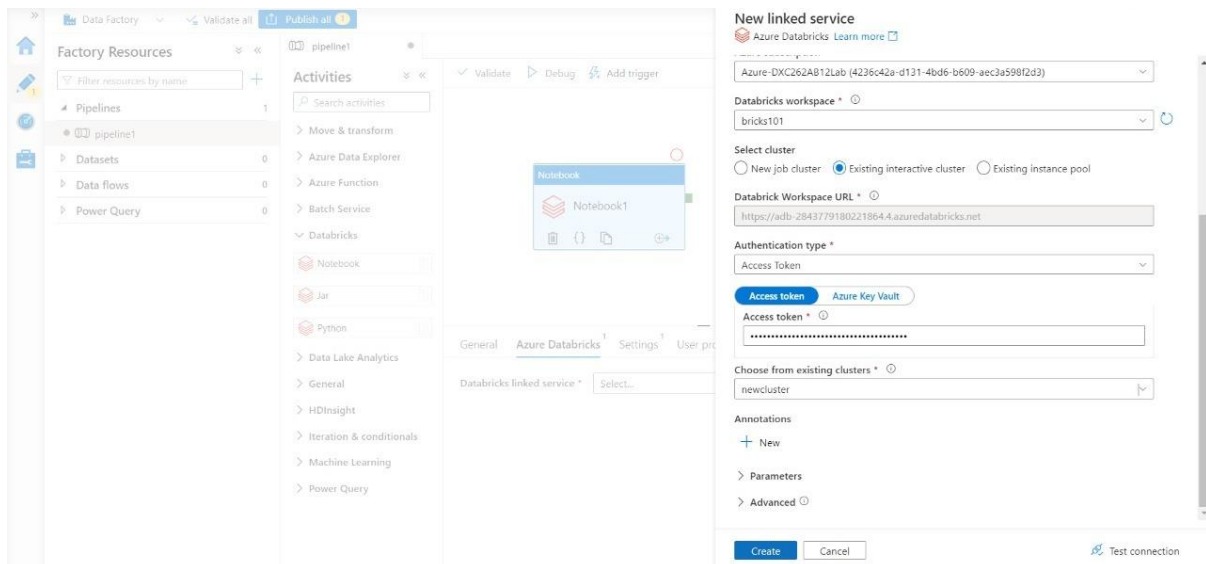 Data Factory
Validate all
Publish all 1
Factory Resources
Filter resources by name
1
Pipelines 1
pipeline1
Datasets 0
Data flows 0
Power Query 0
pipeline1
Activities
Search activities
Move & transform
Azure Data Explorer
Azure Function
Batch Service
Databricks
Notebook
Jar
Python
Data Lake Analytics
General
HDInsight
Iteration & conditionals
Machine Learning
Power Query
Validate Debug Add trigger
Notebook
Notebook1
General Azure Databricks 1 Settings 1 User pro
Databricks linked service * Select...
New linked service
Azure Databricks Learn more
Azure-DXC262AB12Lab (4236c42a-d131-4bd6-b609-aec3a598f2d3)
Databricks workspace *
bricks101
Select cluster
New job cluster Existing interactive cluster Existing instance pool
Databrick Workspace URL *
https://adb-2843779180221864.4.azuredatabricks.net
Authentication type *
Access Token
Access token Azure Key Vault
Access token *
Choose from existing clusters *
newcluster
Annotations
New
Parameters
Advanced
Create Cancel Test connection